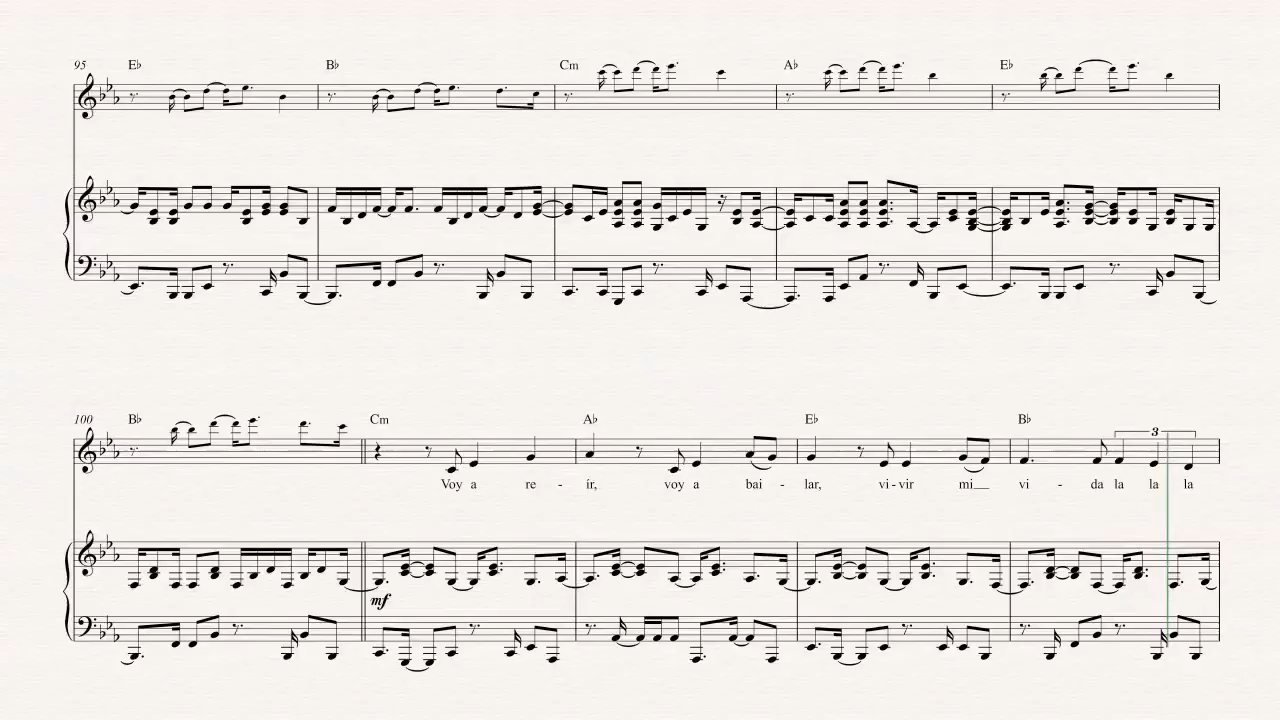 95 E♭ B♭ Cm A♭ E♭
100 B♭ Cm A♭ E♭ B♭ 3
Voy a re - ír, voy a bai - lar, vi - vir mi__ vi - da la la la
mf